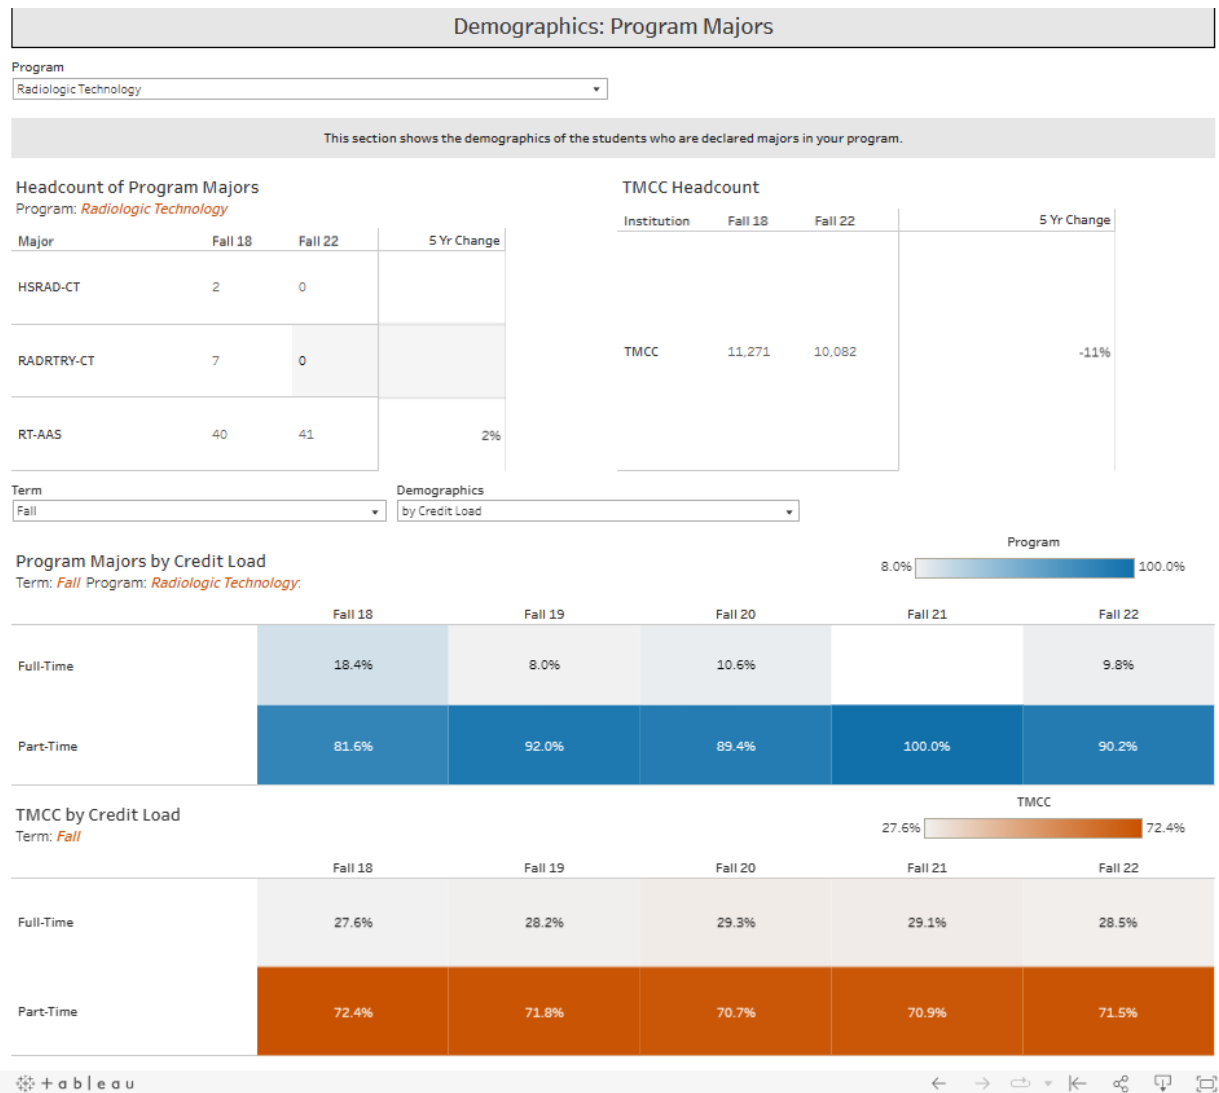 Demographics: Program Majors
Program
Radiologic Technology
This section shows the demographics of the students who are declared majors in your program.
Headcount of Program Majors
Program: Radiologic Technology
Major Fall 18 Fall 22 5 Yr Change
HSRAD-CT 2 0
RADRTRY-CT 7 0
RT-AAS 40 41 2%
TMCC Headcount
Institution Fall 18 Fall 22 5 Yr Change
TMCC 11,271 10,082 -11%
Term
Fall
Demographics
by Credit Load
Program Majors by Credit Load
Term: Fall Program: Radiologic Technology:
Program
8.0% 100.0%
Fall 18 Fall 19 Fall 20 Fall 21 Fall 22
Full-Time 18.4% 8.0% 10.6% 9.8%
Part-Time 81.6% 92.0% 89.4% 100.0% 90.2%
TMCC by Credit Load
Term: Fall
TMCC
27.6% 72.4%
Fall 18 Fall 19 Fall 20 Fall 21 Fall 22
Full-Time 27.6% 28.2% 29.3% 29.1% 28.5%
Part-Time 72.4% 71.8% 70.7% 70.9% 71.5%
+ableau